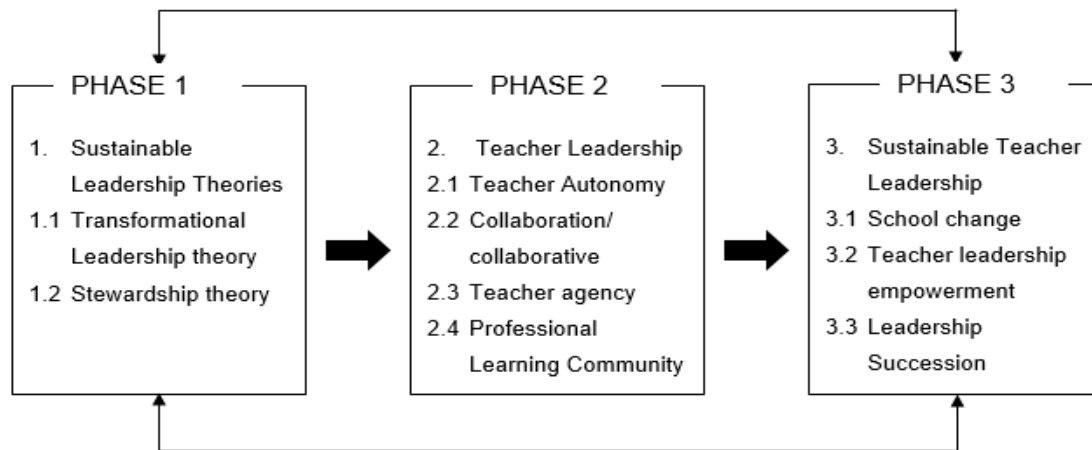 PHASE 1
1. Sustainable
Leadership Theories
1.1 Transformational
Leadership theory
1.2 Stewardship theory
PHASE 2
2. Teacher Leadership
2.1 Teacher Autonomy
2.2 Collaboration/
collaborative
2.3 Teacher agency
2.4 Professional
Learning Community
PHASE 3
3. Sustainable Teacher
Leadership
3.1 School change
3.2 Teacher leadership
empowerment
3.3 Leadership
Succession